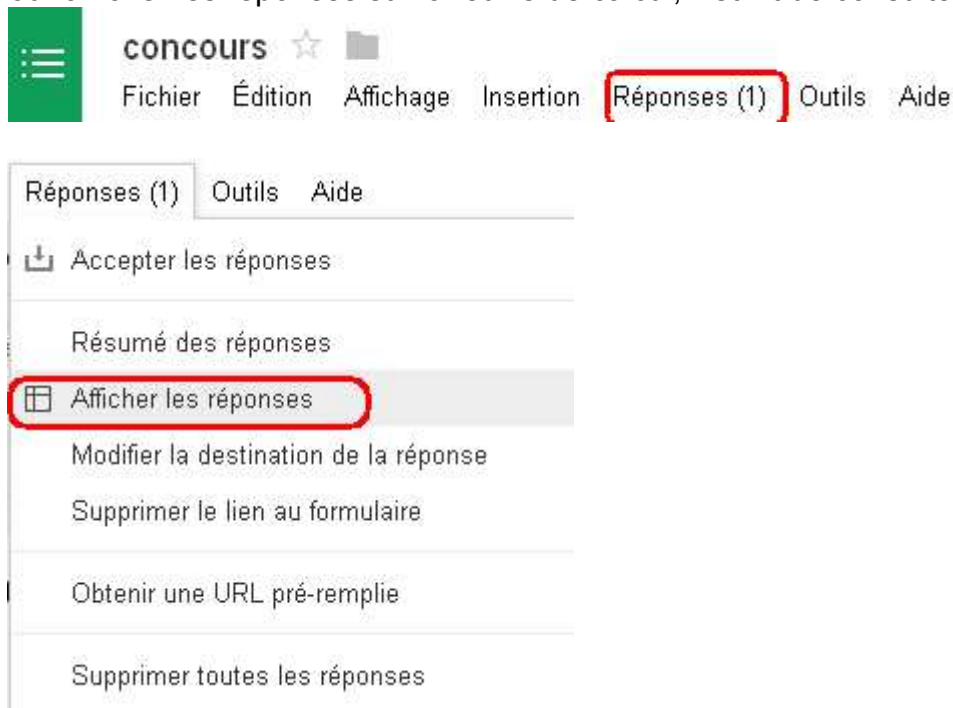 concours
Fichier Édition Affichage Insertion Réponses (1) Outils Aide
Réponses (1) Outils Aide
Accepter les réponses
Résumé des réponses
Afficher les réponses
Modifier la destination de la réponse
Supprimer le lien au formulaire
Obtenir une URL pré-remplie
Supprimer toutes les réponses